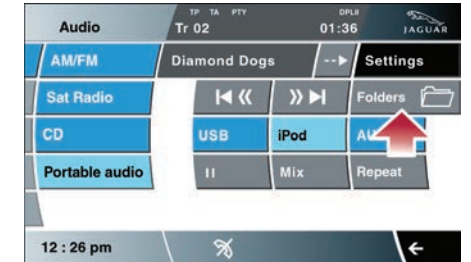 TP TA PTY DPLII
Audio Tr 02 01:36 JAGUAR
AM/FM Diamond Dogs Settings
Sat Radio Folders
CD USB iPod AU
Portable audio Mix Repeat
12 : 26 pm